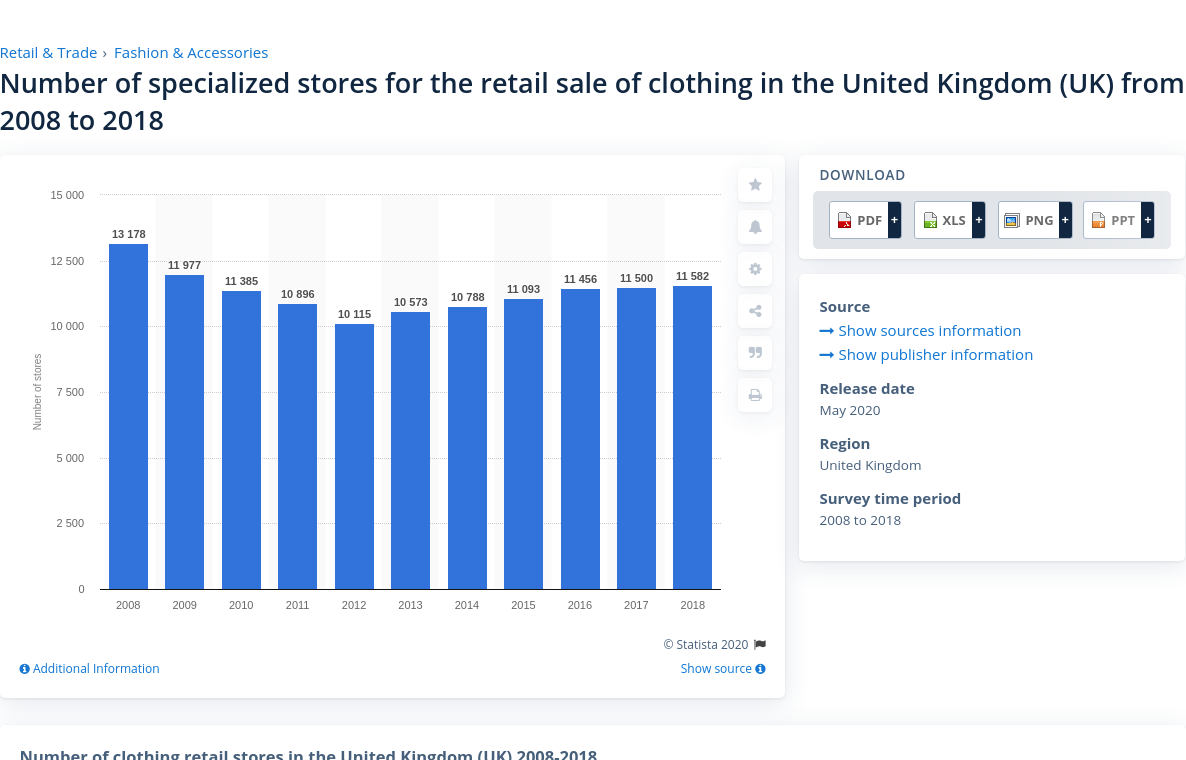 Retail & Trade › Fashion & Accessories
Number of specialized stores for the retail sale of clothing in the United Kingdom (UK) from
2008 to 2018
DOWNLOAD
PDF + XLS + PNG + PPT +
15 000
12 500
10 000
7 500
5 000
2 500
0
Number of stores
13 178
11 977
11 385
10 896
10 115
10 573
10 788
11 093
11 456
11 500
11 582
2008 2009 2010 2011 2012 2013 2014 2015 2016 2017 2018
© Statista 2020
Additional Information
Show source
Source
Show sources information
Show publisher information
Release date
May 2020
Region
United Kingdom
Survey time period
2008 to 2018
Number of clothing retail stores in the United Kingdom (UK) 2008-2018